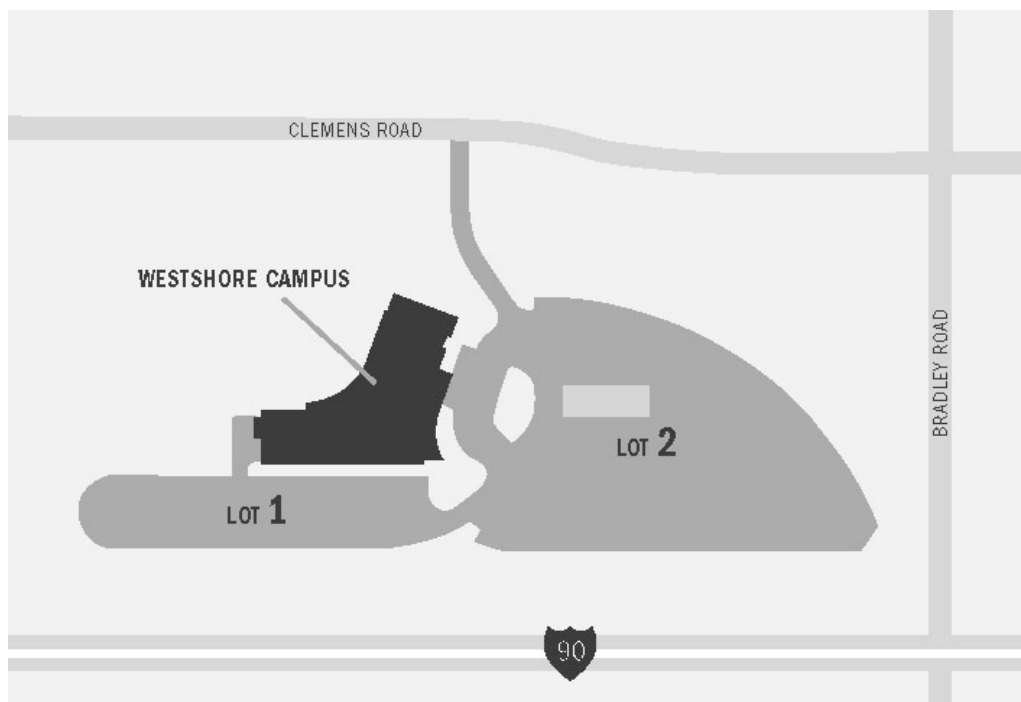 CLEMENS ROAD
WESTSHORE CAMPUS
BRADLEY ROAD
LOT 2
LOT 1
90